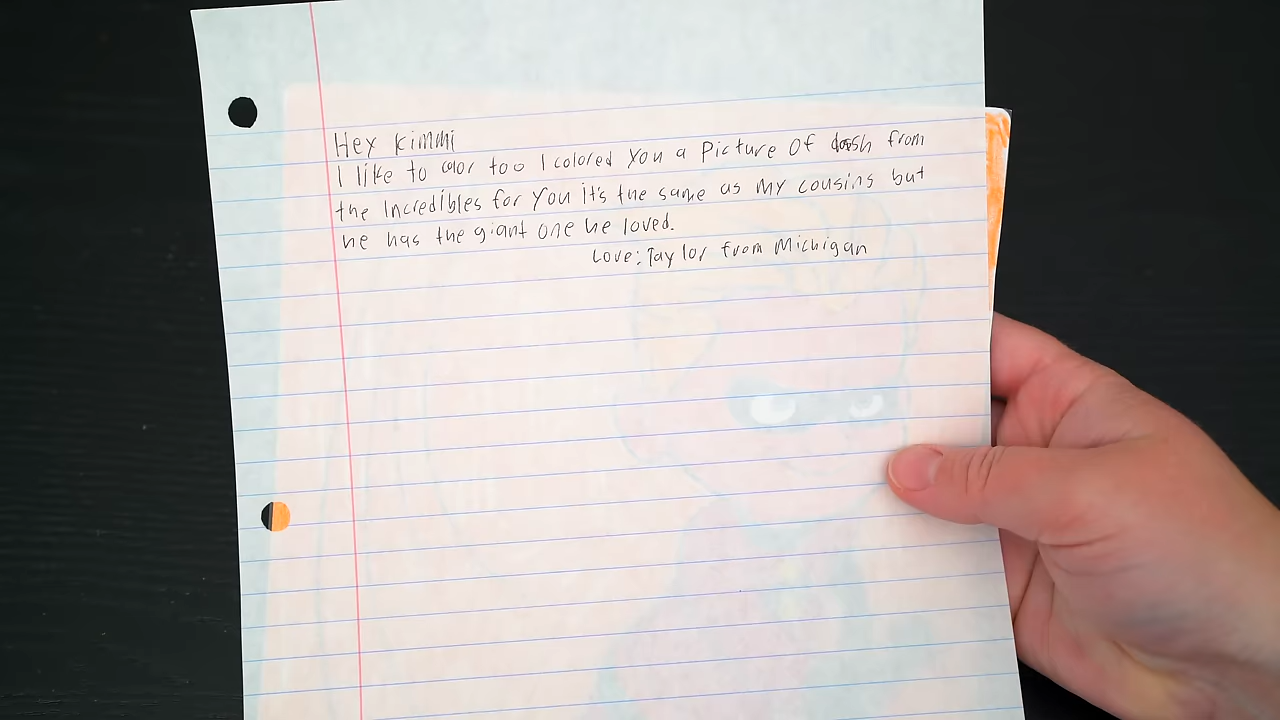 Hey Kimmi
I like to color too I colored you a picture of dash from
the Incredibles for you it's the same as my cousins but
he has the giant one he loved.
Love: Taylor from Michigan